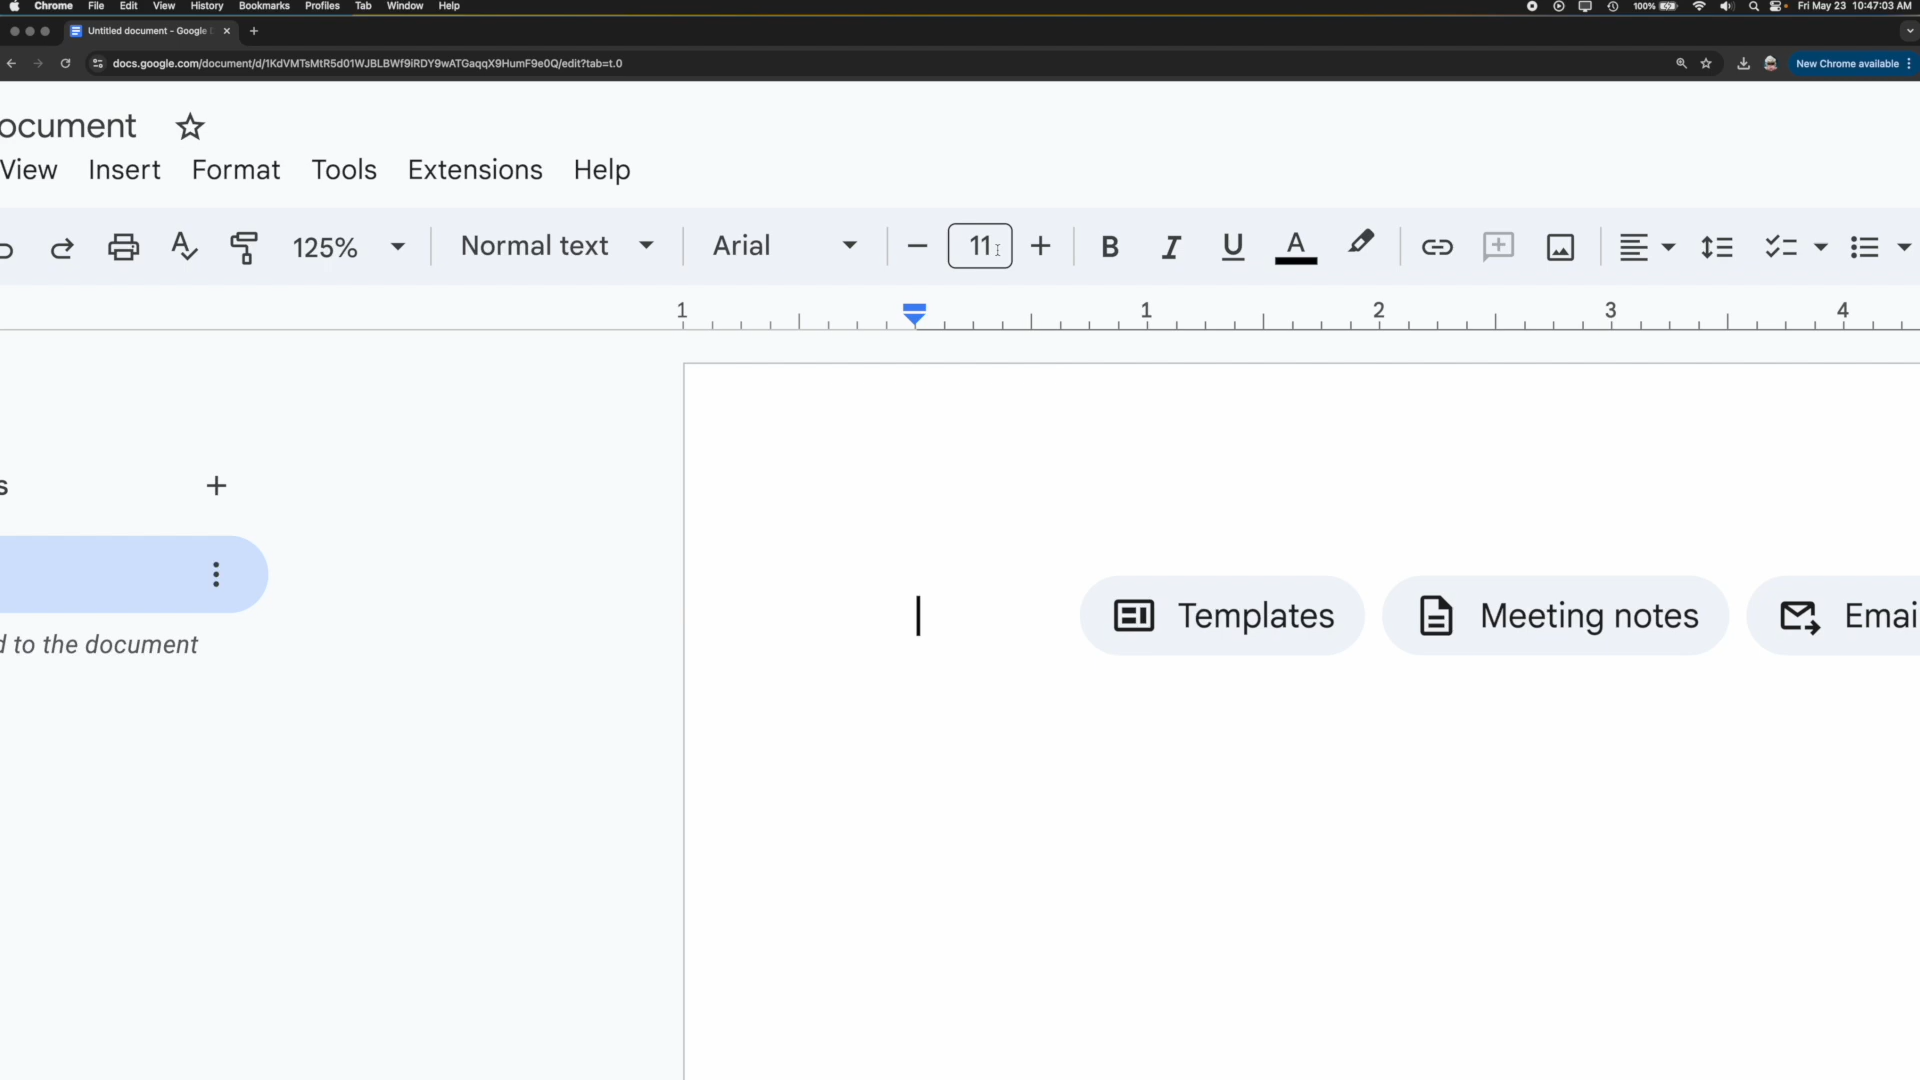 Chrome File Edit View History Bookmarks Profiles Tab Window Help 100% Fri May 23 10:47:03 AM
Untitled document - Google
docs.google.com/document/d/1KdVMTsMtR5d01WJBLBWf9iRDY9wATGaqqX9HumF9e0Q/edit?tab=t.0 New Chrome available
ocument
View Insert Format Tools Extensions Help
125% Normal text Arial 11 B I U A
1 1 2 3 4
s
Templates Meeting notes Emai
d to the document